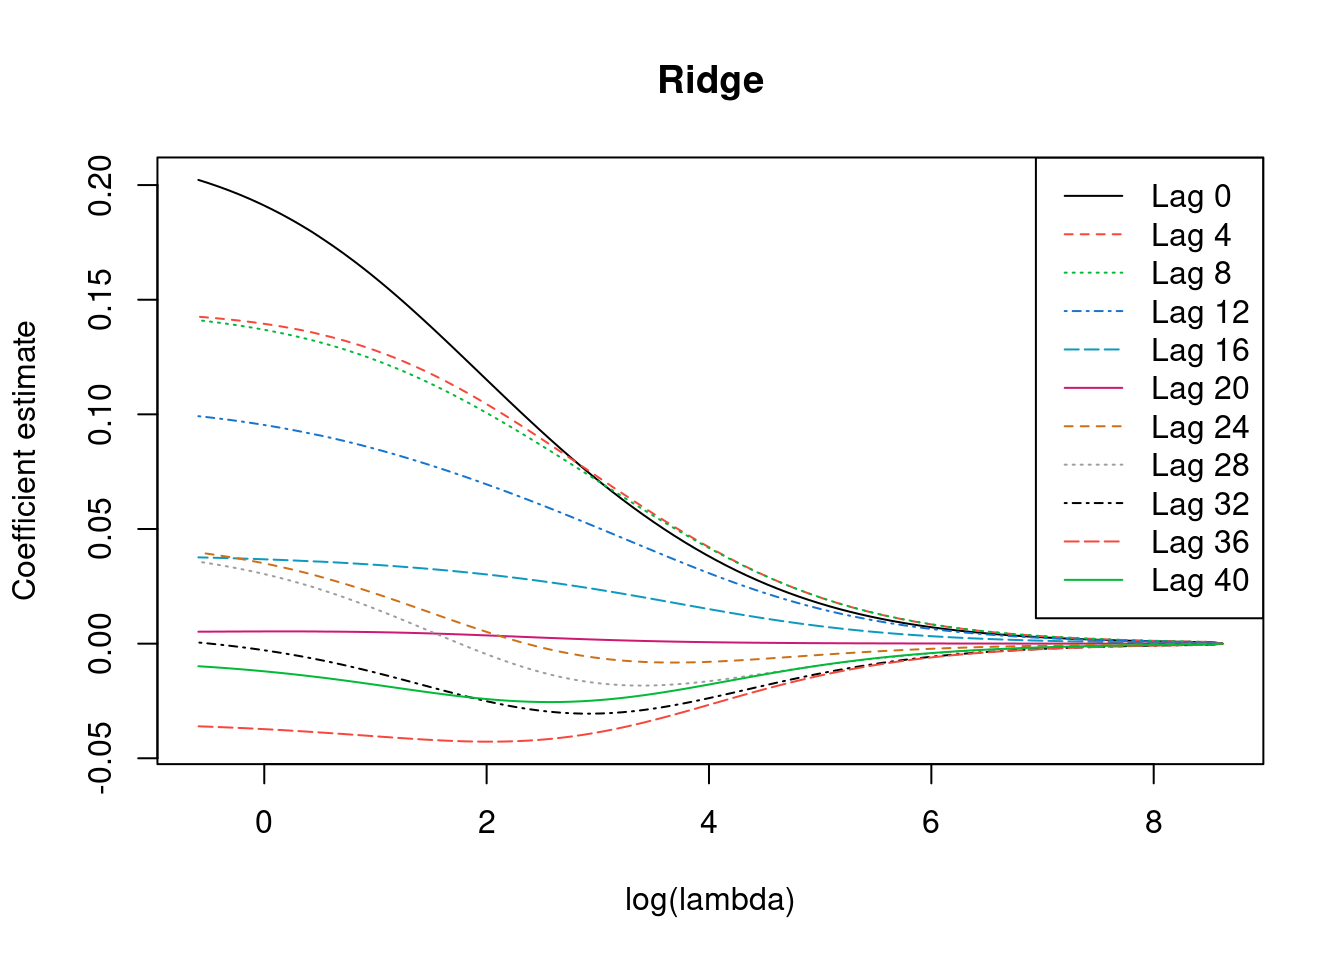 Ridge
Coefficient estimate
0.20
0.15
0.10
0.05
0.00
-0.05
Lag 0
Lag 4
Lag 8
Lag 12
Lag 16
Lag 20
Lag 24
Lag 28
Lag 32
Lag 36
Lag 40
0 2 4 6 8
log(lambda)